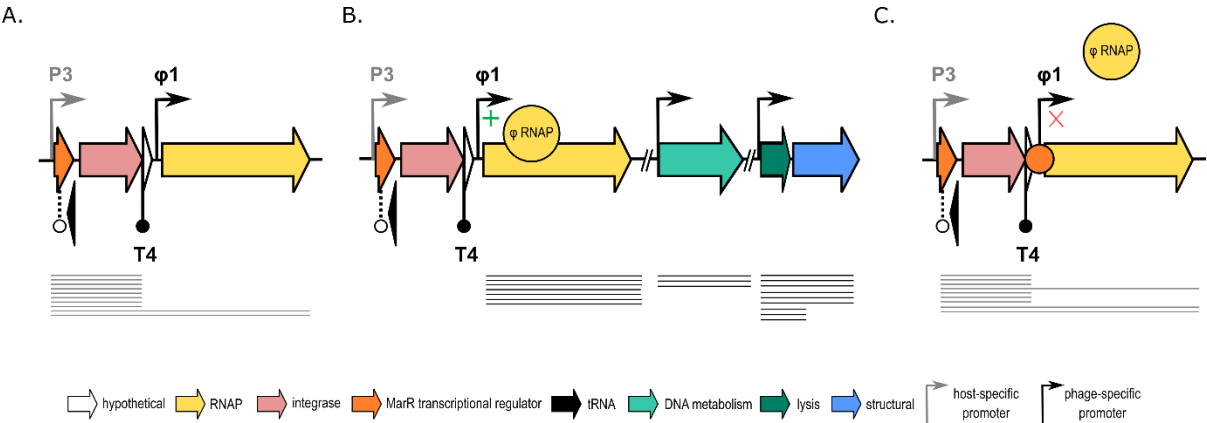 A.
B.
C.
P3
φ1
P3
φ1
+
φ RNAP
P3
φ1
φ RNAP
T4
T4
T4
hypothetical
RNAP
integrase
MarR transcriptional regulator
tRNA
DNA metabolism
lysis
structural
host-specific
promoter
phage-specific
promoter